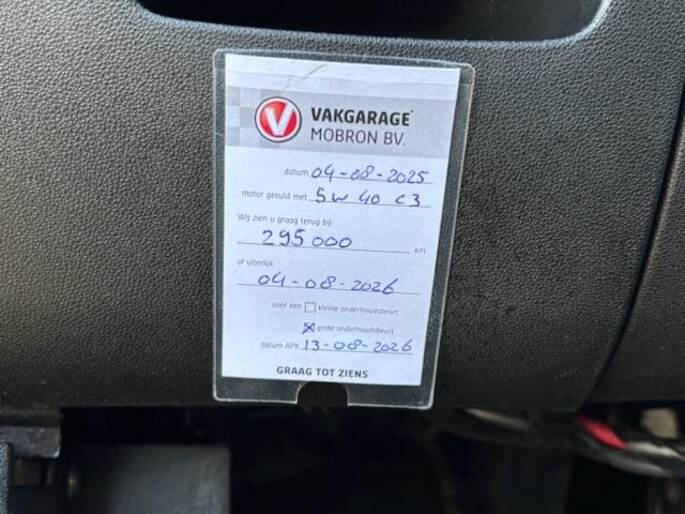 VAKGARAGE
MOBRON BV.
datum 04-08-2025
motor gevuld met 5w 40 c3
Wij zien u graag terug bij
295000 km
of uiterlijk
04-08-2026
voor een kleine onderhoudsbeurt
grote onderhoudsbeurt
datum APK 13-08-2026
GRAAG TOT ZIENS